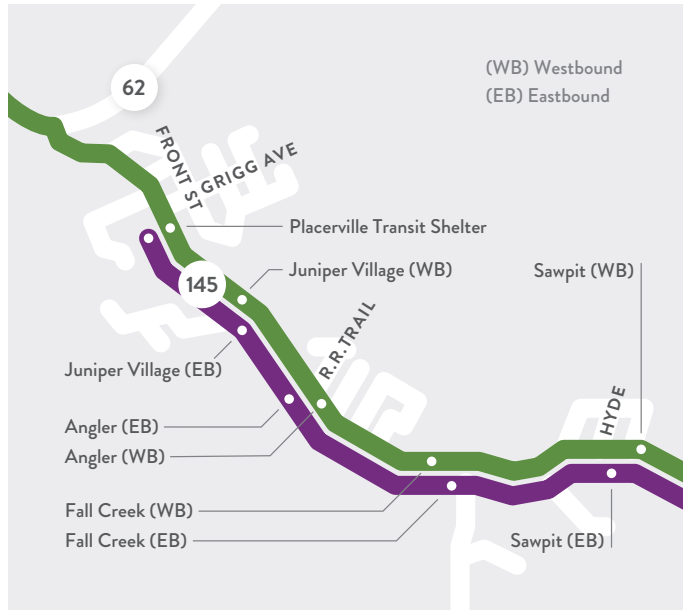 62
(WB) Westbound
(EB) Eastbound
FRONT ST
GRIGG AVE
Placerville Transit Shelter
145
Juniper Village (WB)
Sawpit (WB)
R.R.TRAIL
Juniper Village (EB)
HYDE
Angler (EB)
Angler (WB)
Fall Creek (WB)
Fall Creek (EB)
Sawpit (EB)